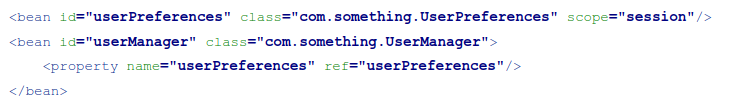 <bean id="userPreferences" class="com.something.UserPreferences" scope="session"/>
<bean id="userManager" class="com.something.UserManager">
    <property name="userPreferences" ref="userPreferences"/>
</bean>